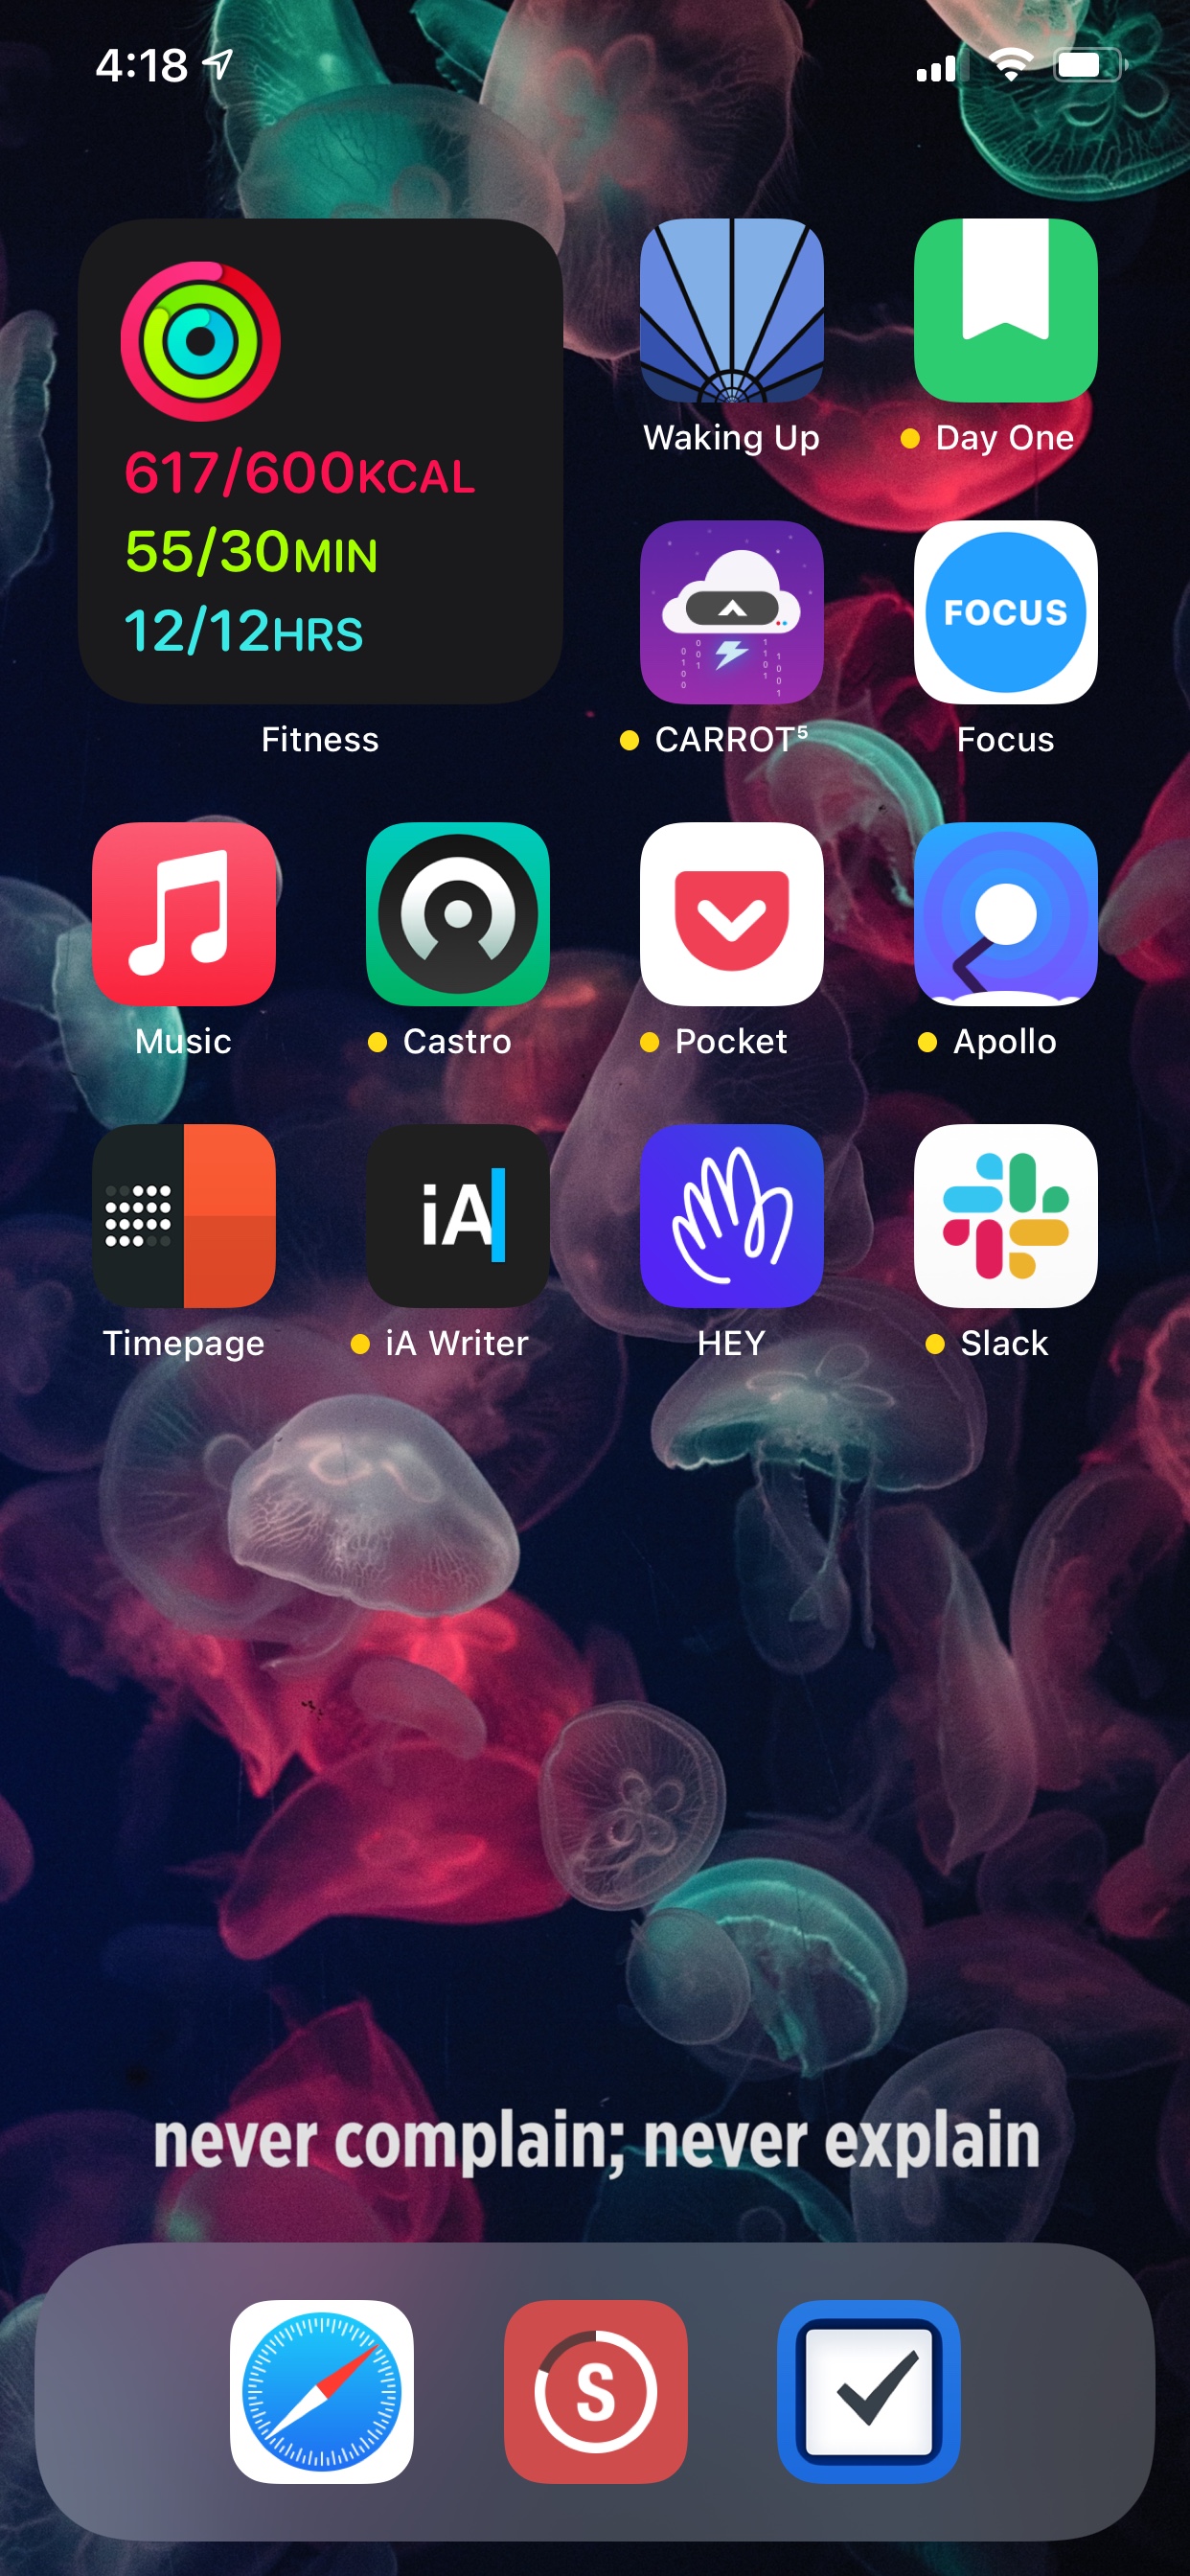 4:18
617/600KCAL
55/30MIN
12/12HRS
Fitness
Waking Up
Day One
CARROT⁵
FOCUS
Focus
Music
Castro
Pocket
Apollo
Timepage
iA
iA Writer
HEY
Slack
never complain; never explain
S